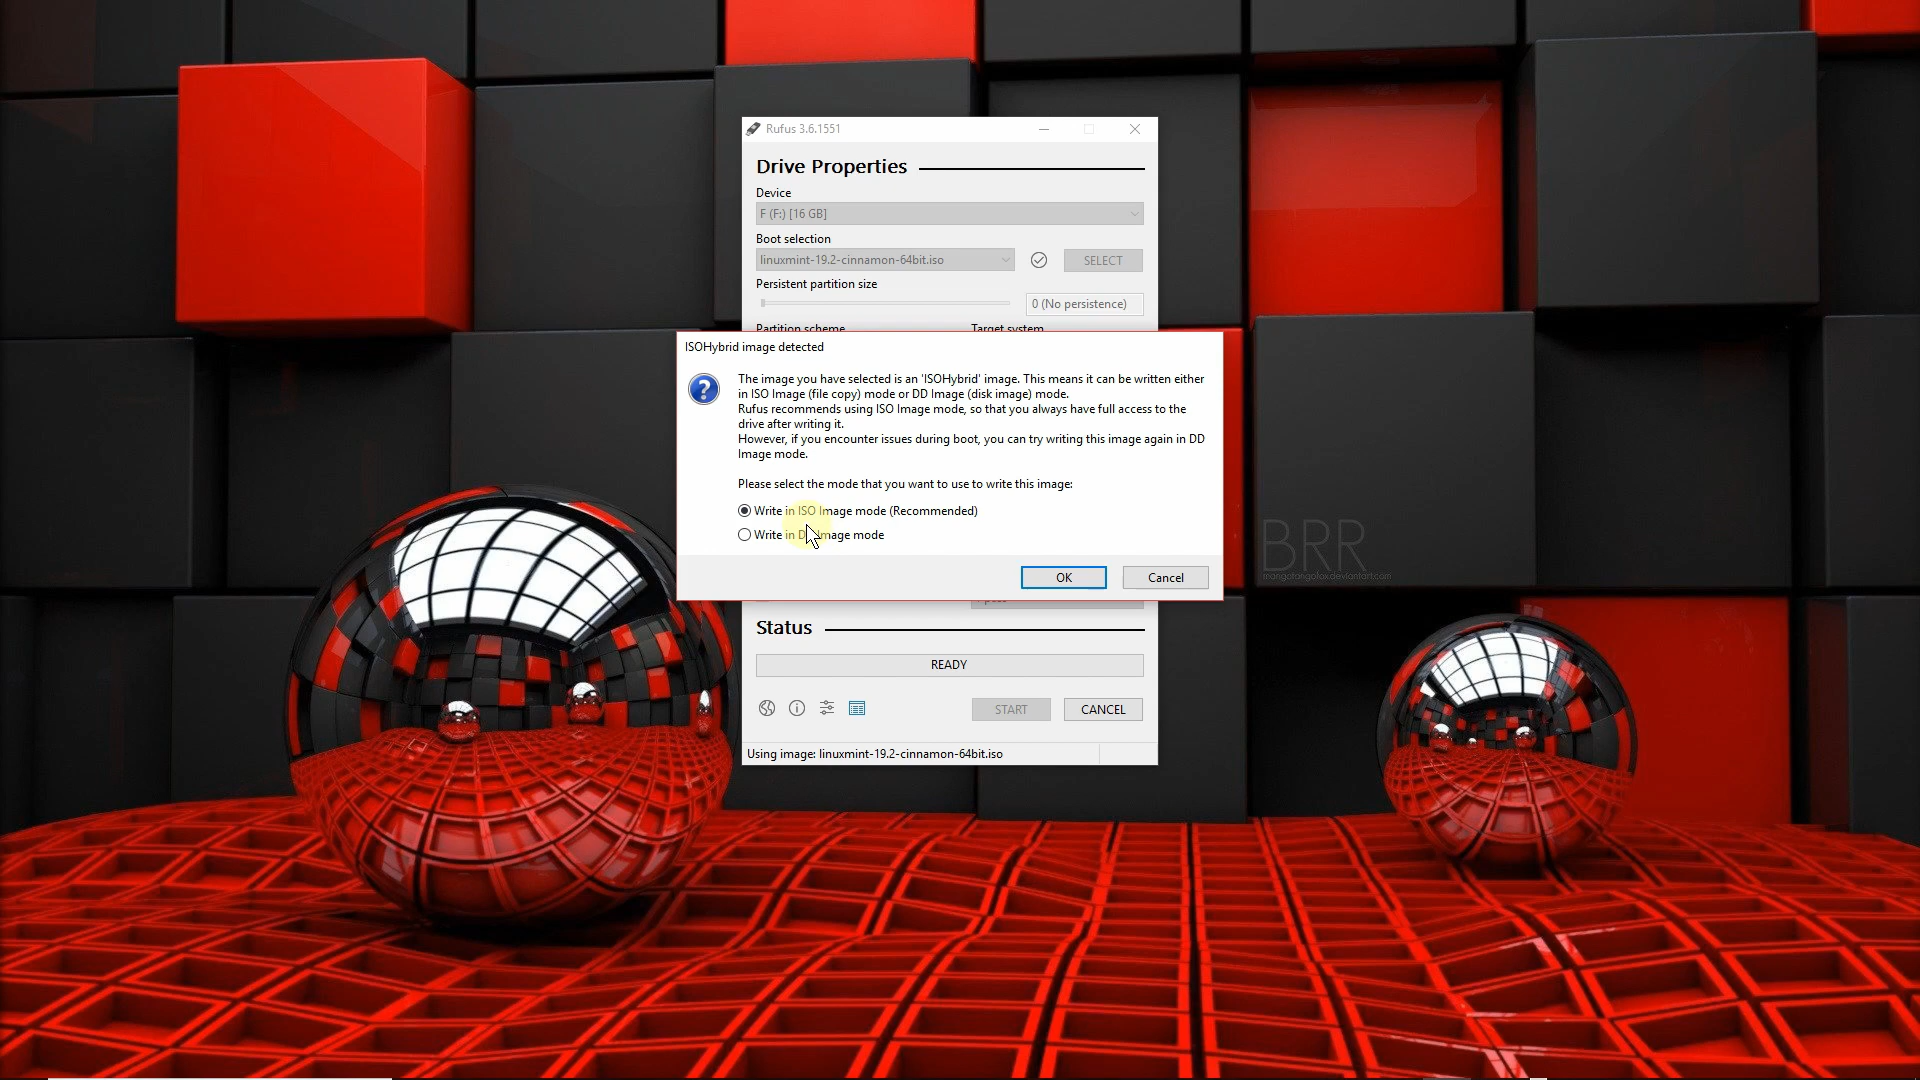 Rufus 3.6.1551
Drive Properties
Device
F (F:) [16 GB]
Boot selection
linuxmint-19.2-cinnamon-64bit.iso
SELECT
Persistent partition size
0 (No persistence)
Partition scheme
Target system
ISOHybrid image detected
The image you have selected is an 'ISOHybrid' image. This means it can be written either
in ISO Image (file copy) mode or DD Image (disk image) mode.
Rufus recommends using ISO Image mode, so that you always have full access to the
drive after writing it.
However, if you encounter issues during boot, you can try writing this image again in DD
Image mode.
Please select the mode that you want to use to write this image:
Write in ISO Image mode (Recommended)
Write in Image mode
OK
Cancel
BRR
mangotangofox.deviantart.com
Status
READY
START
CANCEL
Using image: linuxmint-19.2-cinnamon-64bit.iso